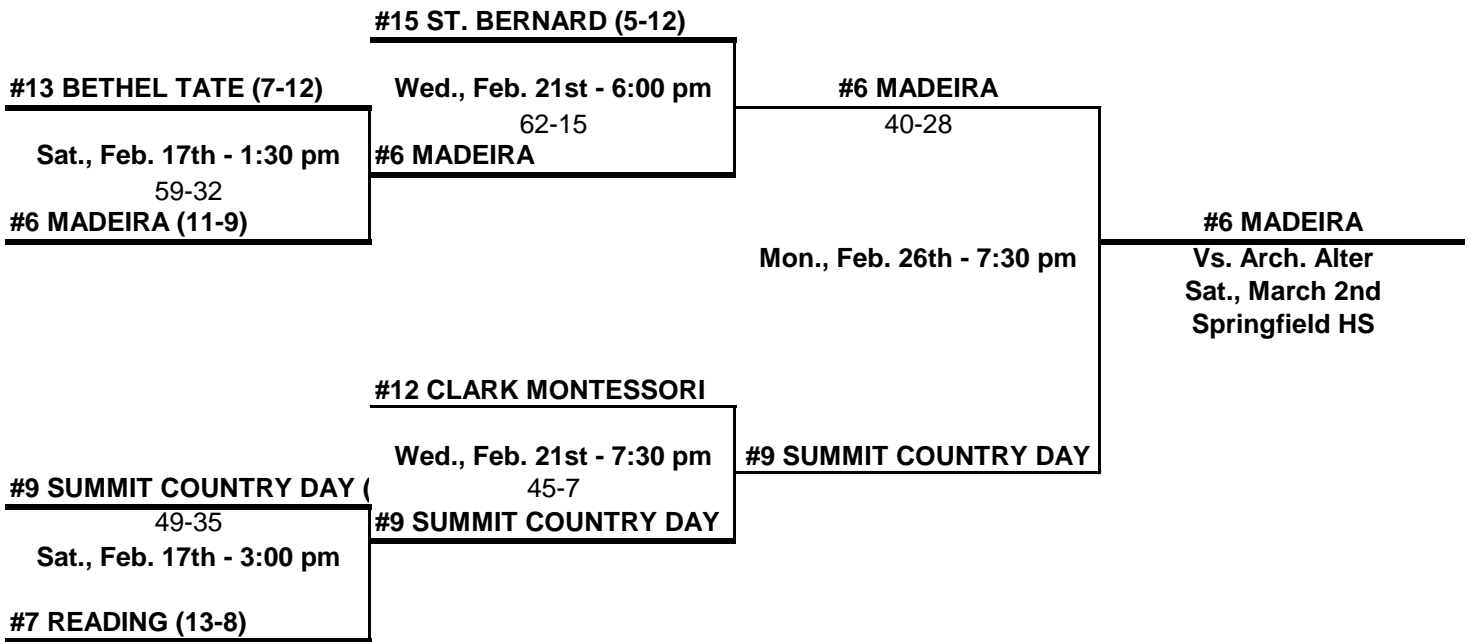 #15 ST. BERNARD (5-12)
#13 BETHEL TATE (7-12)
Wed., Feb. 21st - 6:00 pm
#6 MADEIRA
62-15
40-28
Sat., Feb. 17th - 1:30 pm
#6 MADEIRA
59-32
#6 MADEIRA (11-9)
#6 MADEIRA
Mon., Feb. 26th - 7:30 pm
Vs. Arch. Alter
Sat., March 2nd
Springfield HS
#12 CLARK MONTESSORI
Wed., Feb. 21st - 7:30 pm
#9 SUMMIT COUNTRY DAY
#9 SUMMIT COUNTRY DAY (
45-7
49-35
#9 SUMMIT COUNTRY DAY
Sat., Feb. 17th - 3:00 pm
#7 READING (13-8)